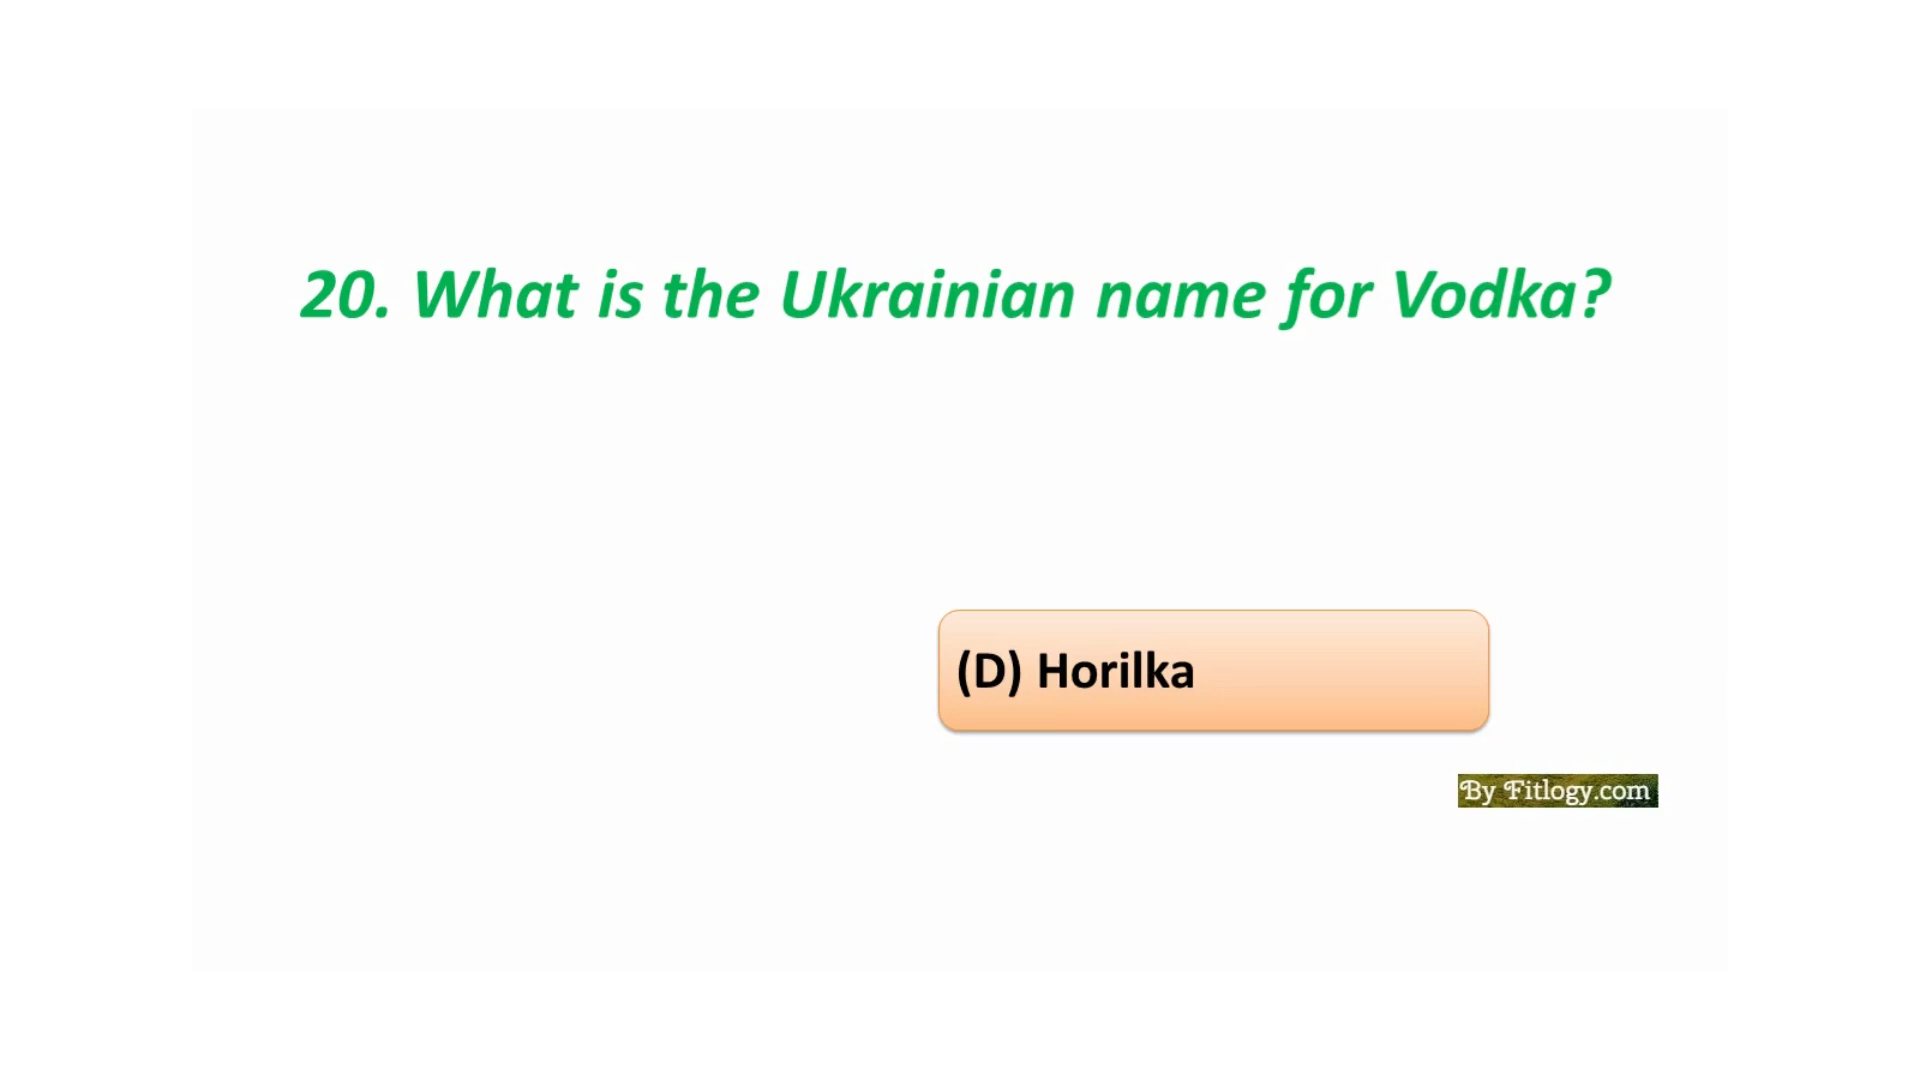 20. What is the Ukrainian name for Vodka?
(D) Horilka
By Fitlogy.com